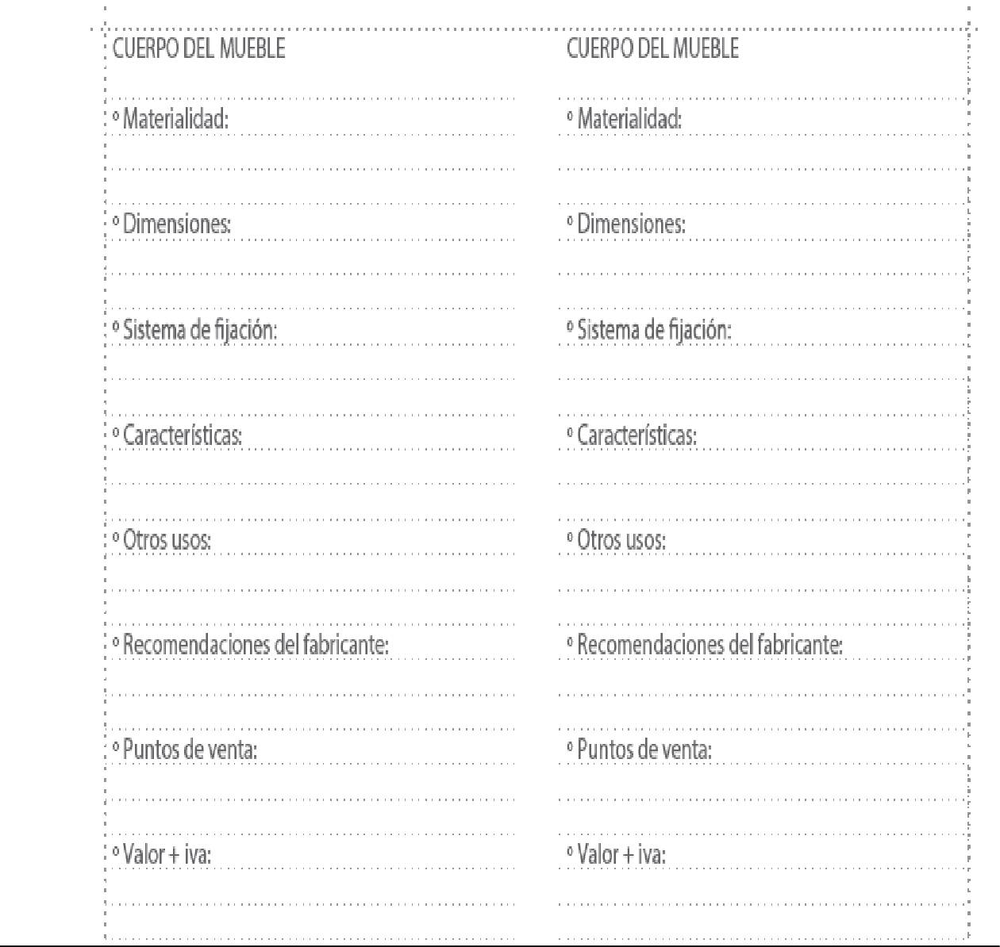 CUERPO DEL MUEBLE
º Materialidad:
º Dimensiones:
º Sistema de fijación:
º Características:
º Otros usos:
º Recomendaciones del fabricante:
º Puntos de venta:
º Valor + iva:
CUERPO DEL MUEBLE
º Materialidad:
º Dimensiones:
º Sistema de fijación:
º Características:
º Otros usos:
º Recomendaciones del fabricante:
º Puntos de venta:
º Valor + iva: